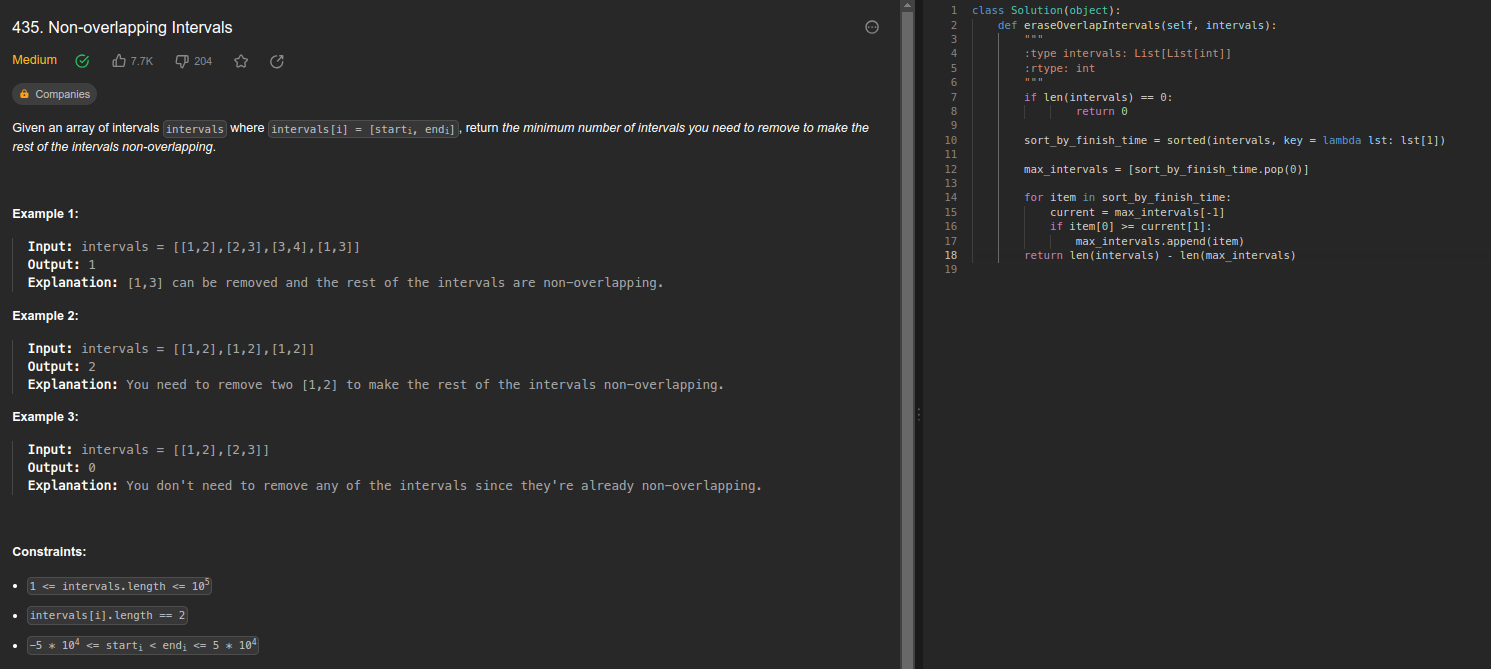 435. Non-overlapping Intervals
Medium 7.7K 204
Companies
Given an array of intervals intervals where intervals[i] = [startᵢ, endᵢ], return the minimum number of intervals you need to remove to make the
rest of the intervals non-overlapping.
Example 1:
Input: intervals = [[1,2],[2,3],[3,4],[1,3]]
Output: 1
Explanation: [1,3] can be removed and the rest of the intervals are non-overlapping.
Example 2:
Input: intervals = [[1,2],[1,2],[1,2]]
Output: 2
Explanation: You need to remove two [1,2] to make the rest of the intervals non-overlapping.
Example 3:
Input: intervals = [[1,2],[2,3]]
Output: 0
Explanation: You don't need to remove any of the intervals since they're already non-overlapping.
Constraints:
• 1 <= intervals.length <= 10⁵
• intervals[i].length == 2
• -5 * 10⁴ <= startᵢ < endᵢ <= 5 * 10⁴
1 class Solution(object):
2     def eraseOverlapIntervals(self, intervals):
3         """
4         :type intervals: List[List[int]]
5         :rtype: int
6         """
7         if len(intervals) == 0:
8                 return 0
9
10         sort_by_finish_time = sorted(intervals, key = lambda lst: lst[1])
11
12         max_intervals = [sort_by_finish_time.pop(0)]
13
14         for item in sort_by_finish_time:
15             current = max_intervals[-1]
16             if item[0] >= current[1]:
17                 max_intervals.append(item)
18         return len(intervals) - len(max_intervals)
19